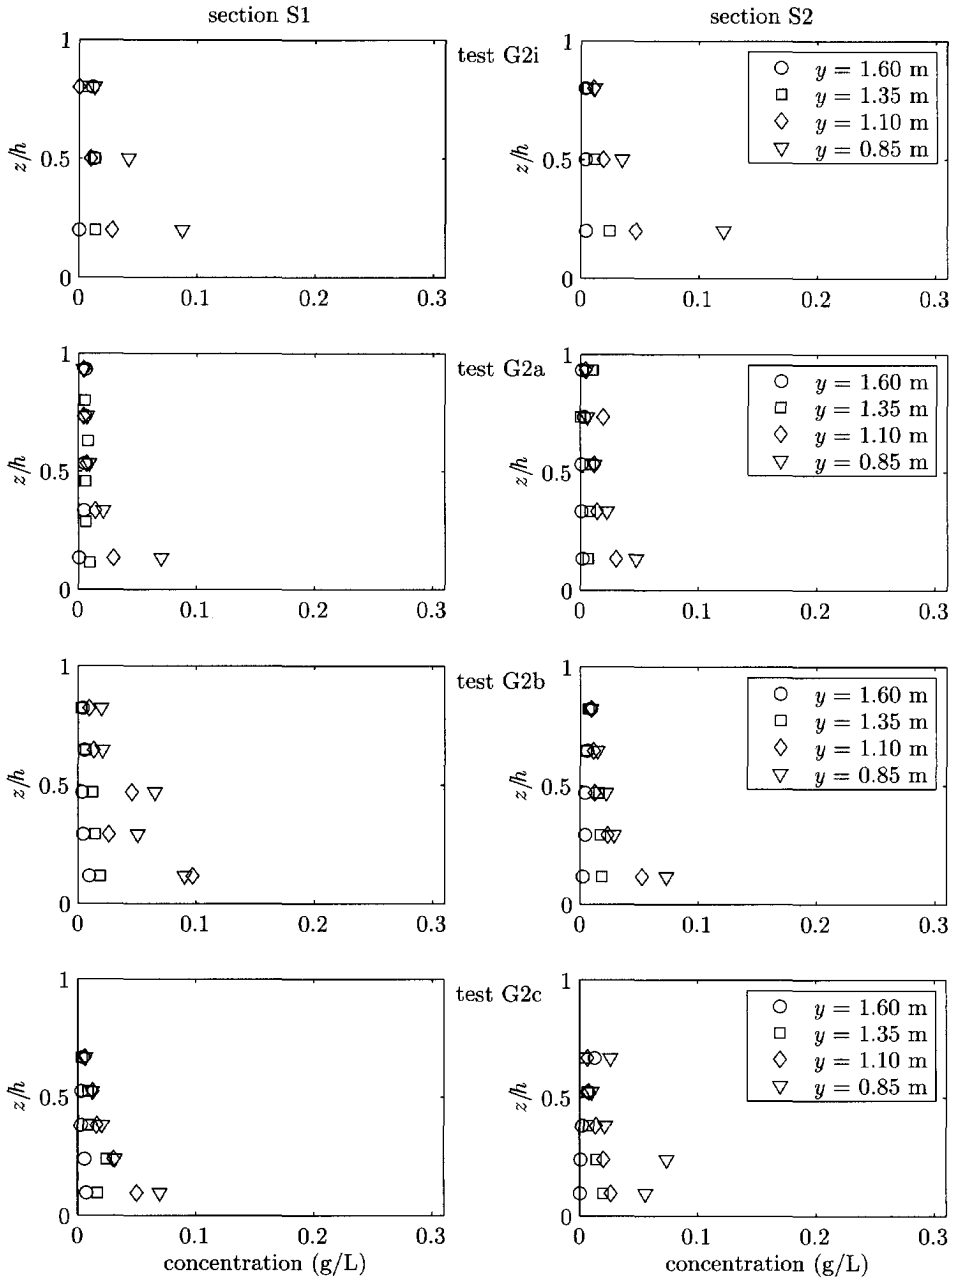 section S1
section S2
test G2i
1
0.5
0
z/h
0
0.1
0.2
0.3
1
0.5
0
z/h
0
0.1
0.2
0.3
y = 1.60 m
y = 1.35 m
y = 1.10 m
y = 0.85 m
test G2a
1
0.5
0
z/h
0
0.1
0.2
0.3
1
0.5
0
z/h
0
0.1
0.2
0.3
y = 1.60 m
y = 1.35 m
y = 1.10 m
y = 0.85 m
test G2b
1
0.5
0
z/h
0
0.1
0.2
0.3
1
0.5
0
z/h
0
0.1
0.2
0.3
y = 1.60 m
y = 1.35 m
y = 1.10 m
y = 0.85 m
test G2c
1
0.5
0
z/h
0
0.1
0.2
0.3
concentration (g/L)
1
0.5
0
z/h
0
0.1
0.2
0.3
concentration (g/L)
y = 1.60 m
y = 1.35 m
y = 1.10 m
y = 0.85 m